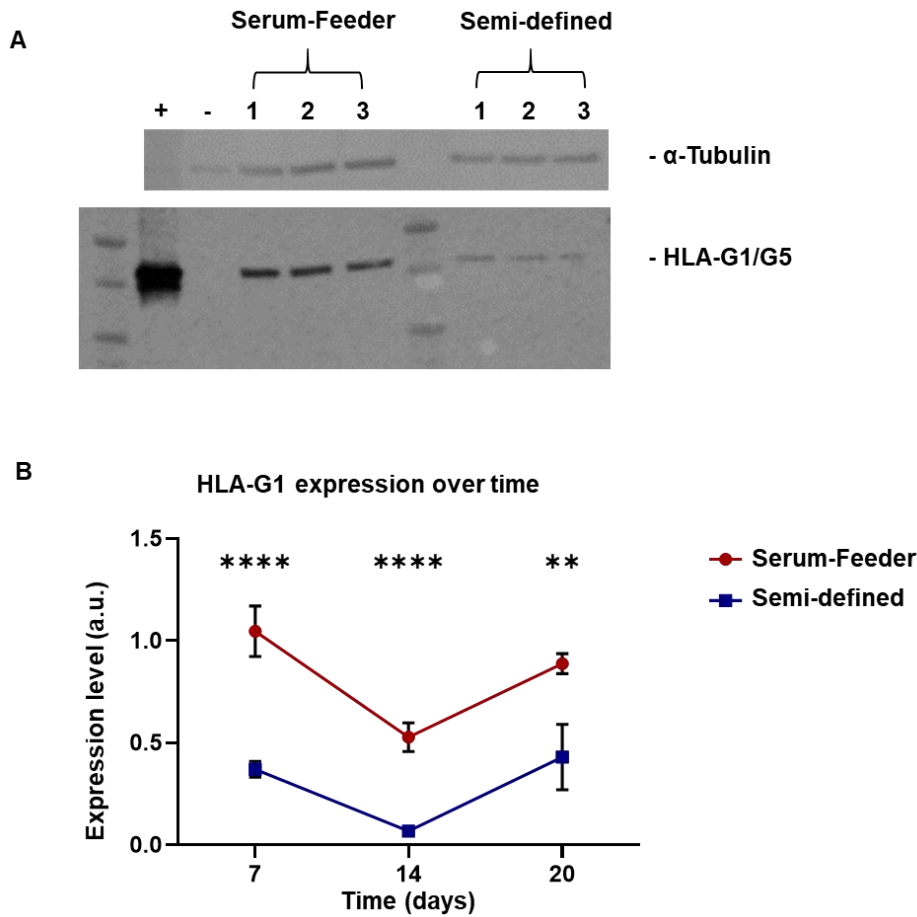 A
Serum-Feeder
Semi-defined
+ - 1 2 3 1 2 3
- α-Tubulin
- HLA-G1/G5
B
HLA-G1 expression over time
1.5
1.0
0.5
0.0
Expression level (a.u.)
**** **** **
Serum-Feeder
Semi-defined
7 14 20
Time (days)